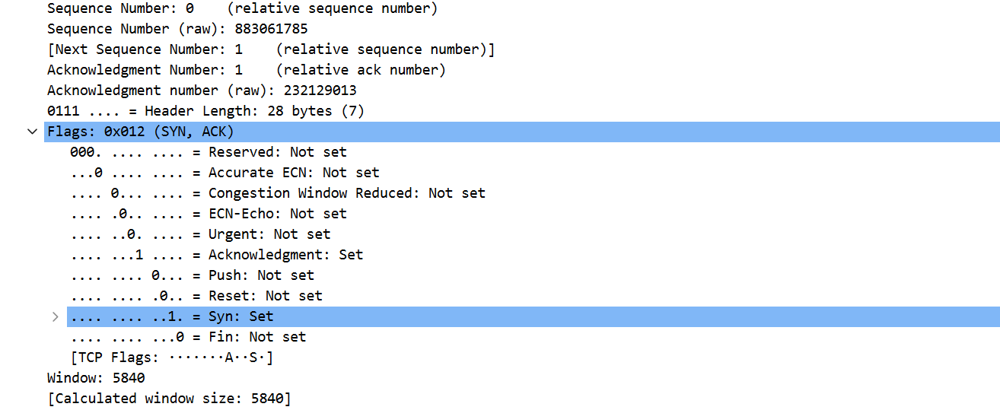 Sequence Number: 0    (relative sequence number)
Sequence Number (raw): 883061785
[Next Sequence Number: 1    (relative sequence number)]
Acknowledgment Number: 1    (relative ack number)
Acknowledgment number (raw): 232129013
0111 .... = Header Length: 28 bytes (7)
Flags: 0x012 (SYN, ACK)
000. .... .... = Reserved: Not set
...0 .... .... = Accurate ECN: Not set
.... 0... .... = Congestion Window Reduced: Not set
.... .0.. .... = ECN-Echo: Not set
.... ..0. .... = Urgent: Not set
.... ...1 .... = Acknowledgment: Set
.... .... 0... = Push: Not set
.... .... .0.. = Reset: Not set
.... .... ..1. = Syn: Set
.... .... ...0 = Fin: Not set
[TCP Flags: ·······A··S·]
Window: 5840
[Calculated window size: 5840]